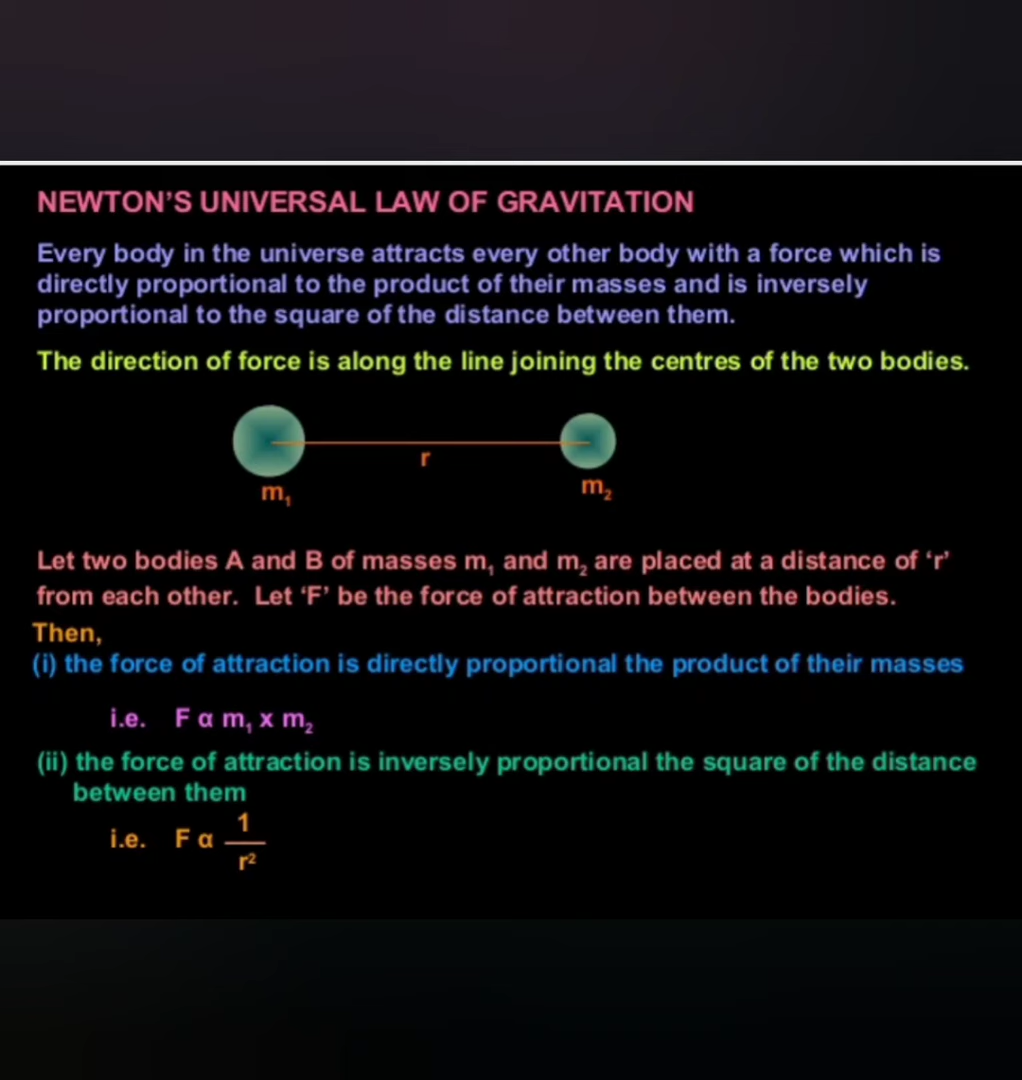 NEWTON’S UNIVERSAL LAW OF GRAVITATION
Every body in the universe attracts every other body with a force which is
directly proportional to the product of their masses and is inversely
proportional to the square of the distance between them.
The direction of force is along the line joining the centres of the two bodies.
r
m₁
m₂
Let two bodies A and B of masses m₁ and m₂ are placed at a distance of ‘r’
from each other. Let ‘F’ be the force of attraction between the bodies.
Then,
(i) the force of attraction is directly proportional the product of their masses
i.e. F α m₁ x m₂
(ii) the force of attraction is inversely proportional the square of the distance
between them
1
i.e. F α
r²